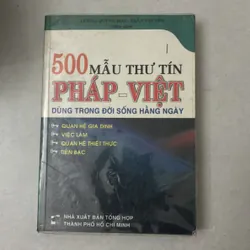 500 MẪU THƯ TÍN
PHÁP-VIỆT
DÙNG TRONG ĐỜI SỐNG HẰNG NGÀY
QUAN HỆ GIA ĐÌNH
VIỆC LÀM
QUAN HỆ THIẾT THỰC
TIỀN BẠC
NHÀ XUẤT BẢN TỔNG HỢP
THÀNH PHỐ HỒ CHÍ MINH